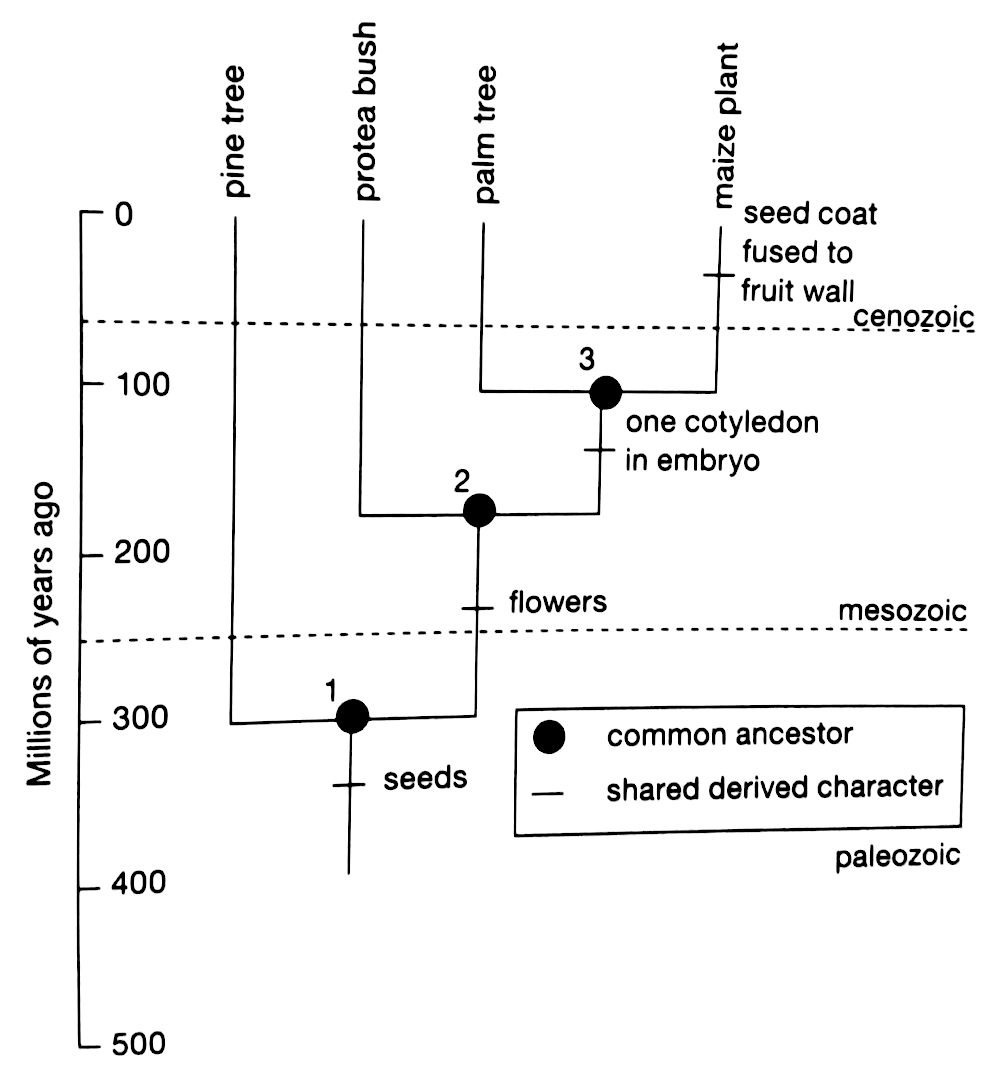 pine tree
protea bush
palm tree
maize plant
0
seed coat
fused to
fruit wall
cenozoic
3
100
one cotyledon
in embryo
2
Millions of years ago
200
flowers
mesozoic
1
300
common ancestor
seeds
shared derived character
paleozoic
400
500